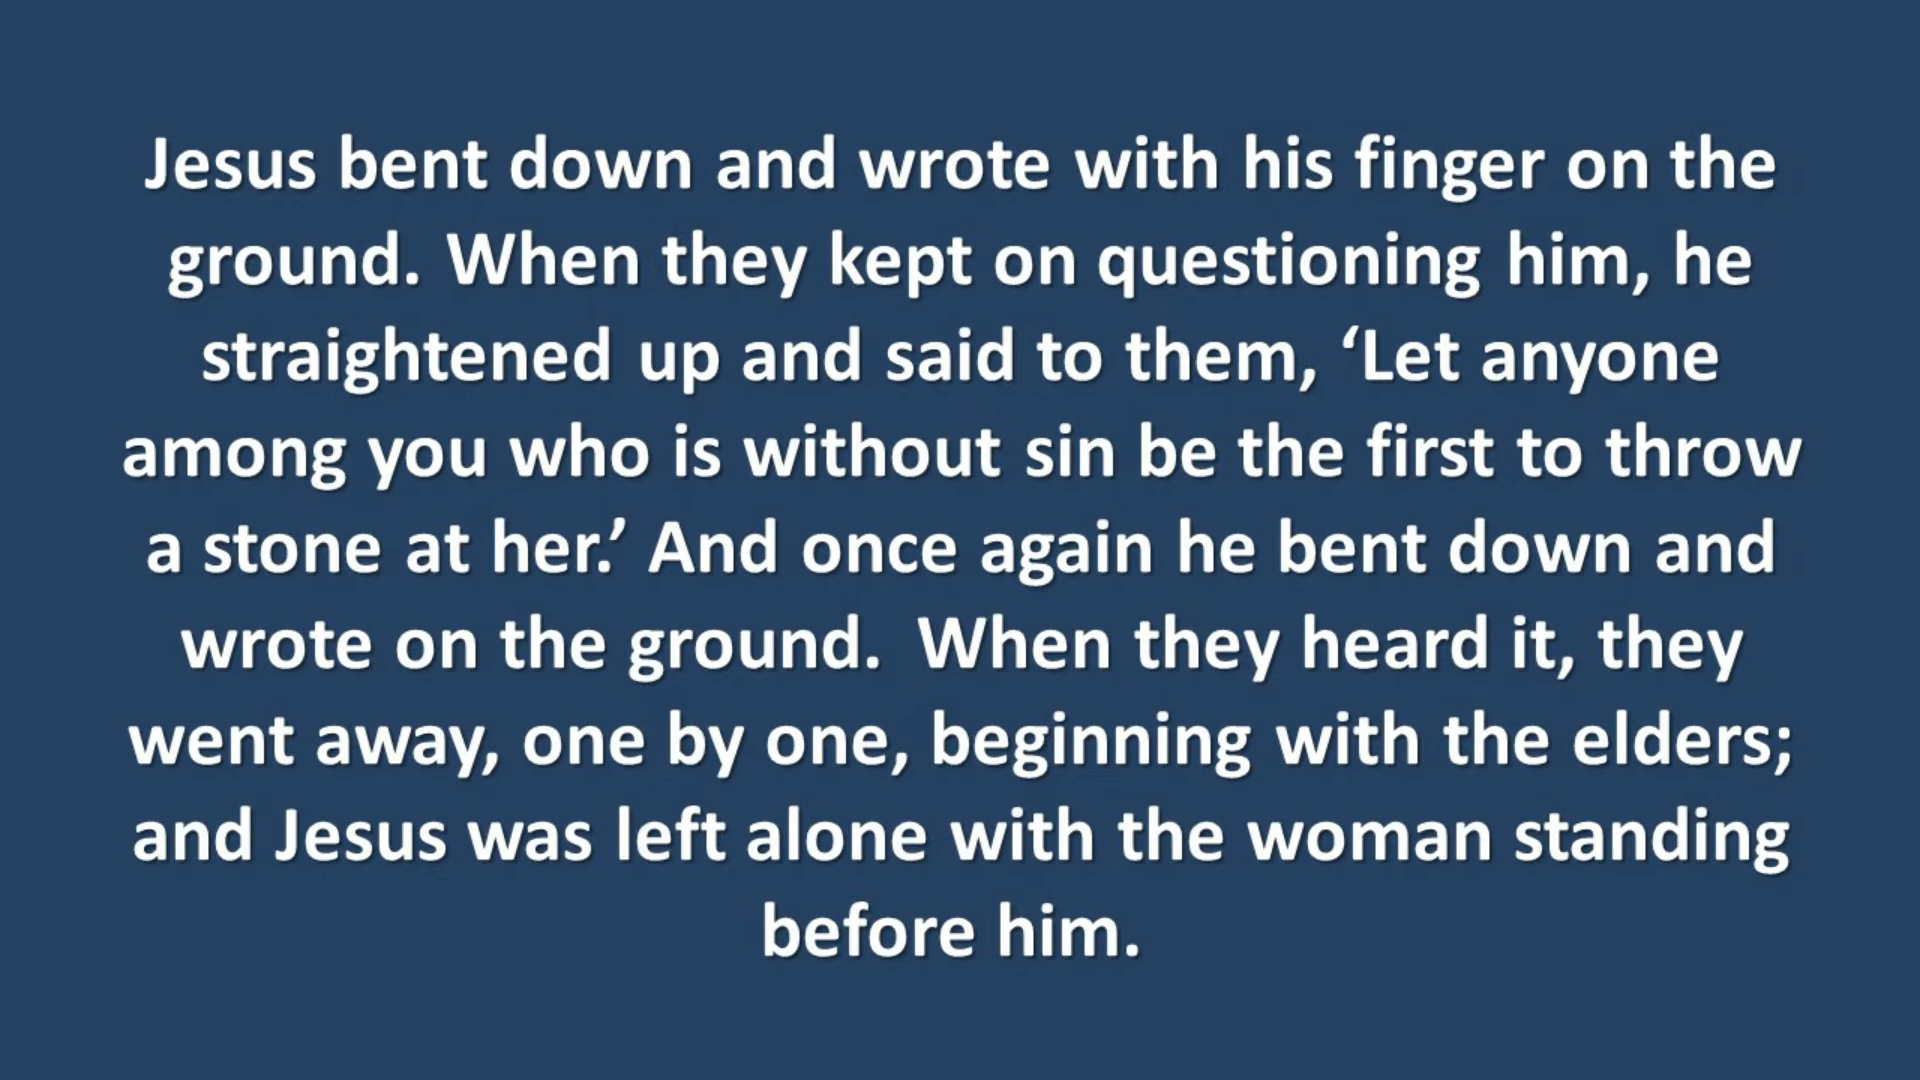 Jesus bent down and wrote with his finger on the
ground. When they kept on questioning him, he
straightened up and said to them, ‘Let anyone
among you who is without sin be the first to throw
a stone at her.’ And once again he bent down and
wrote on the ground.  When they heard it, they
went away, one by one, beginning with the elders;
and Jesus was left alone with the woman standing
before him.